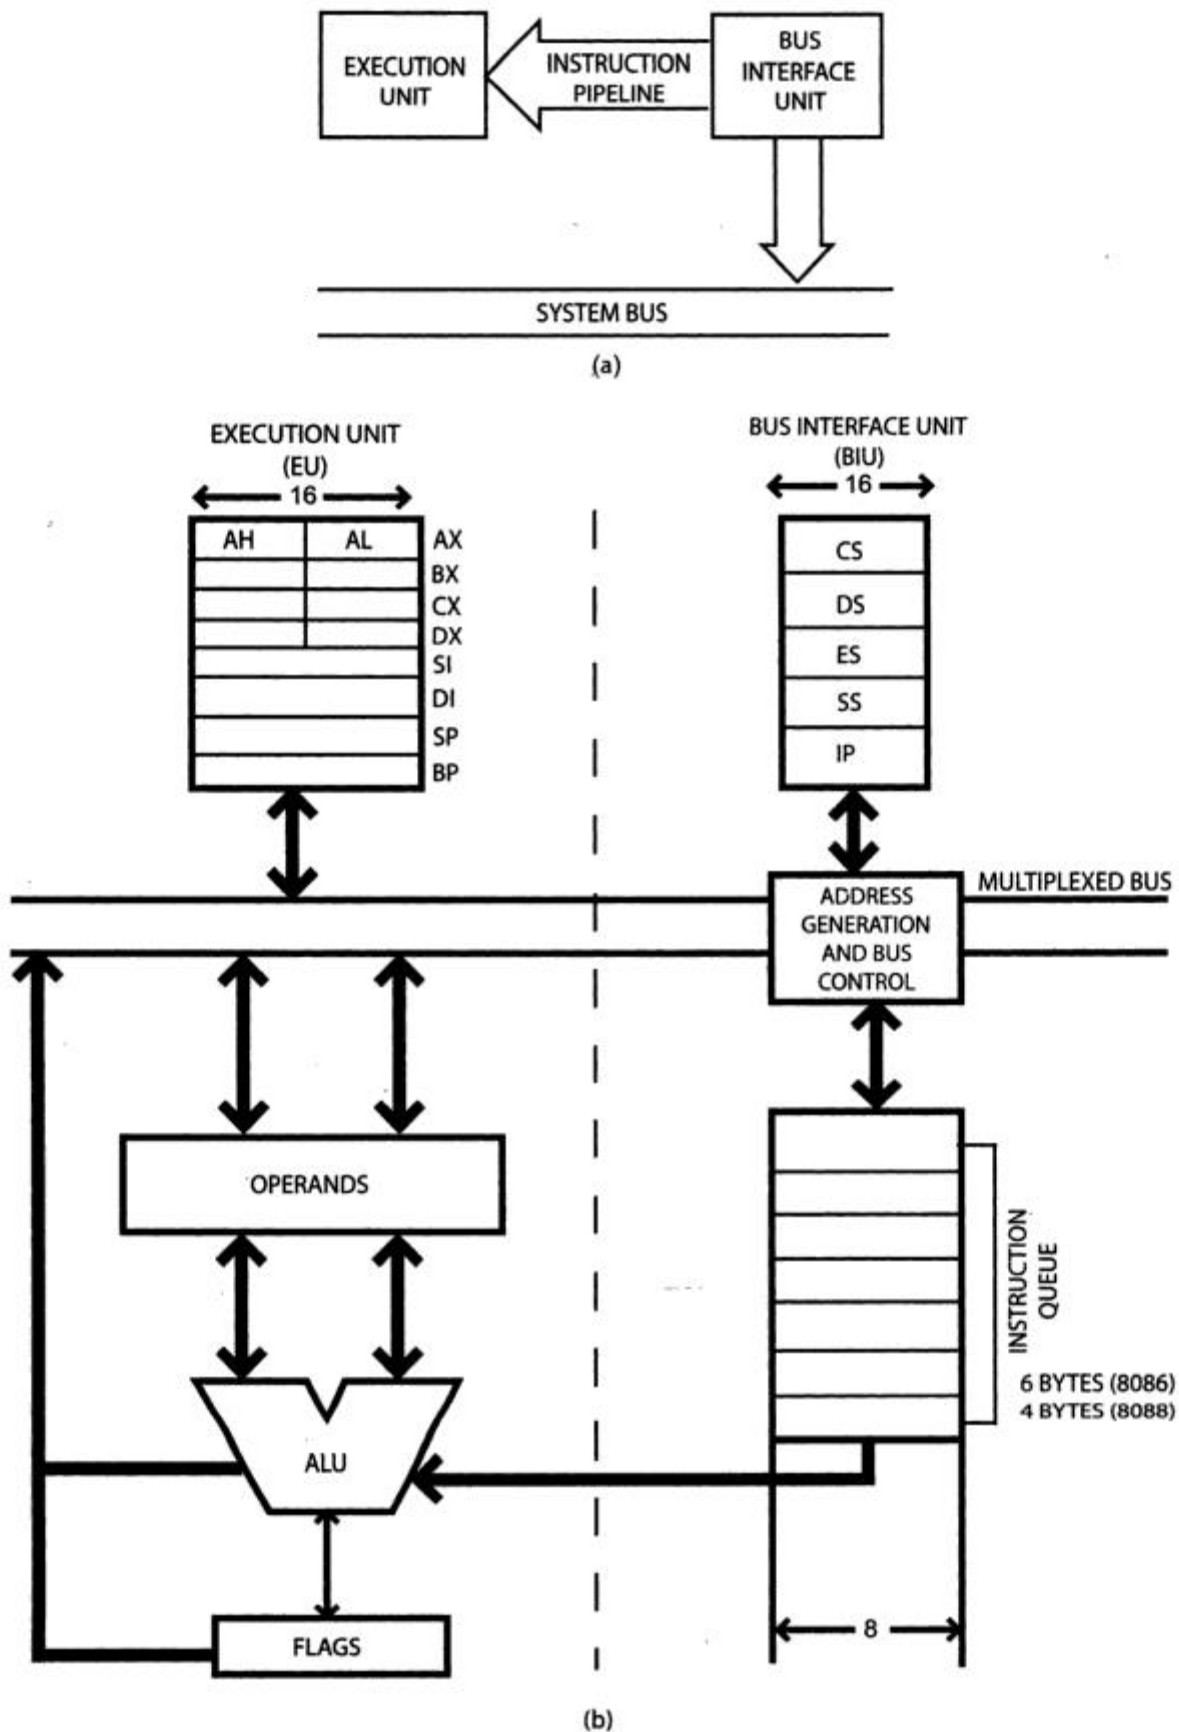 EXECUTION
UNIT
INSTRUCTION
PIPELINE
BUS
INTERFACE
UNIT
SYSTEM BUS
(a)
EXECUTION UNIT
(EU)
16
BUS INTERFACE UNIT
(BIU)
16
AH AL AX
BX
CX
DX
SI
DI
SP
BP
CS
DS
ES
SS
IP
ADDRESS
GENERATION
AND BUS
CONTROL
MULTIPLEXED BUS
OPERANDS
INSTRUCTION
QUEUE
6 BYTES (8086)
4 BYTES (8088)
ALU
FLAGS
8
(b)